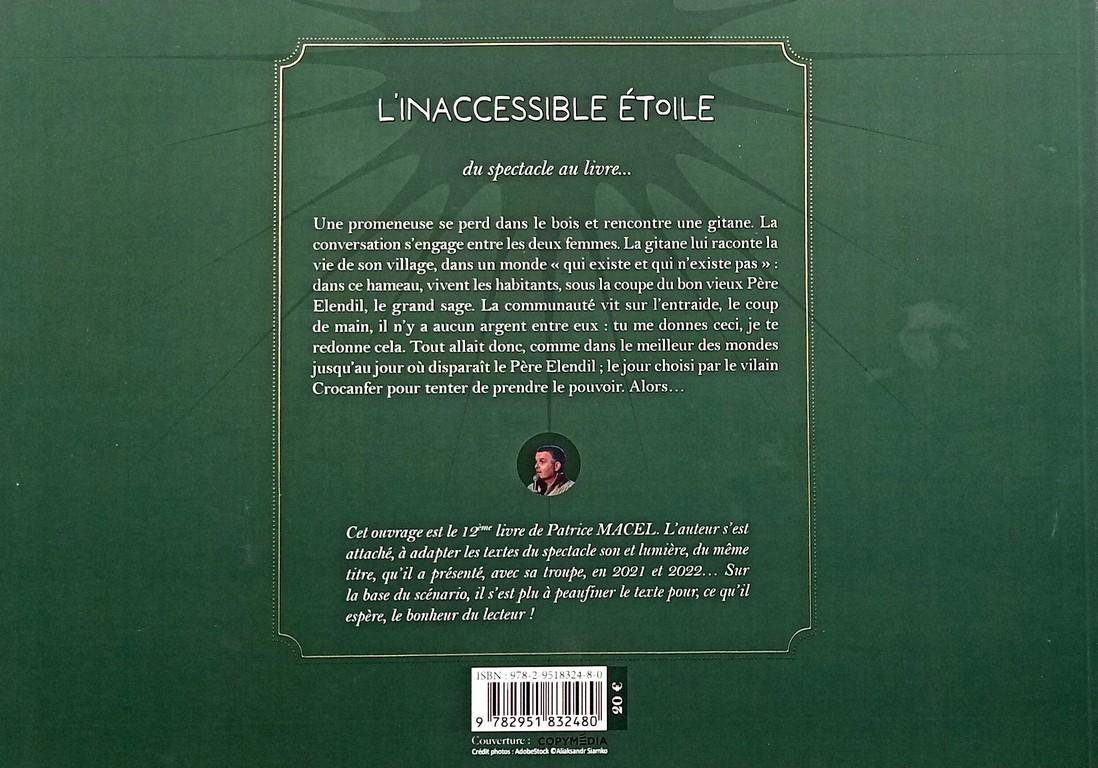 L'INACCESSIBLE ÉTOILE
du spectacle au livre...
Une promeneuse se perd dans le bois et rencontre une gitane. La
conversation s'engage entre les deux femmes. La gitane lui raconte la
vie de son village, dans un monde « qui existe et qui n'existe pas » :
dans ce hameau, vivent les habitants, sous la coupe du bon vieux Père
Elendil, le grand sage. La communauté vit sur l'entraide, le coup
de main, il n'y a aucun argent entre eux : tu me donnes ceci, je te
redonne cela. Tout allait donc, comme dans le meilleur des mondes
jusqu'au jour où disparaît le Père Elendil ; le jour choisi par le vilain
Crocanfer pour tenter de prendre le pouvoir. Alors…
Cet ouvrage est le 12ème livre de Patrice MACEL. L'auteur s'est
attaché, à adapter les textes du spectacle son et lumière, du même
titre, qu'il a présenté, avec sa troupe, en 2021 et 2022… Sur
la base du scénario, il s'est plu à peaufiner le texte pour, ce qu'il
espère, le bonheur du lecteur !
ISBN : 978-2-9518324-8-0
20 €
9 782951 832480
Couverture : COPYMÉDIA
Crédit photos : AdobeStock ©Aliaksandr Siamko